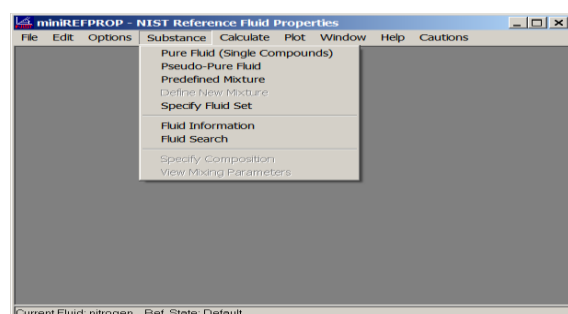 miniREFPROP - NIST Reference Fluid Properties
File Edit Options Substance Calculate Plot Window Help Cautions
Pure Fluid (Single Compounds)
Pseudo-Pure Fluid
Predefined Mixture
Define New Mixture
Specify Fluid Set
Fluid Information
Fluid Search
Specify Composition
View Mixing Parameters
Current Fluid: nitrogen Ref. State: Default